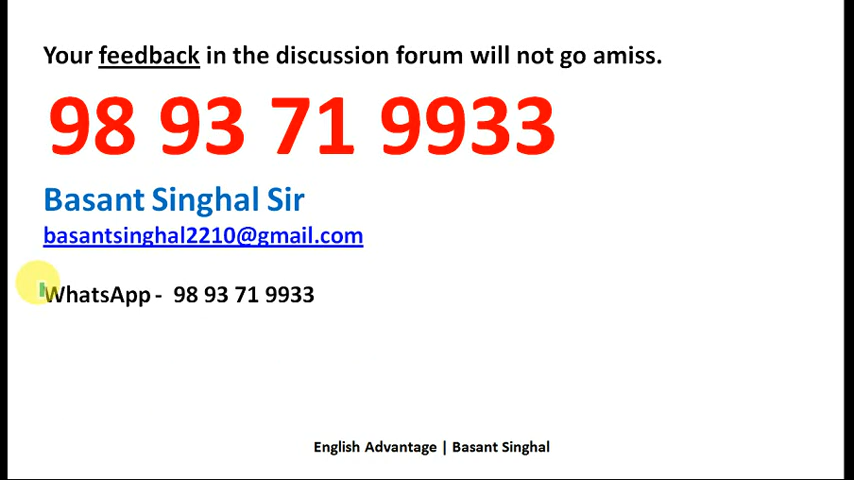 Your feedback in the discussion forum will not go amiss.
98 93 71 9933
Basant Singhal Sir
basantsinghal2210@gmail.com
WhatsApp - 98 93 71 9933
English Advantage | Basant Singhal